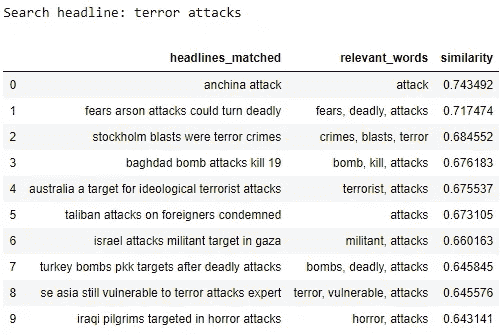 Search headline: terror attacks
headlines_matched relevant_words similarity
0 anchina attack attack 0.743492
1 fears arson attacks could turn deadly fears, deadly, attacks 0.717474
2 stockholm blasts were terror crimes crimes, blasts, terror 0.684552
3 baghdad bomb attacks kill 19 bomb, kill, attacks 0.676183
4 australia a target for ideological terrorist attacks terrorist, attacks 0.675537
5 taliban attacks on foreigners condemned attacks 0.673105
6 israel attacks militant target in gaza militant, attacks 0.660163
7 turkey bombs pkk targets after deadly attacks bombs, deadly, attacks 0.645845
8 se asia still vulnerable to terror attacks expert terror, vulnerable, attacks 0.645576
9 iraqi pilgrims targeted in horror attacks horror, attacks 0.643141